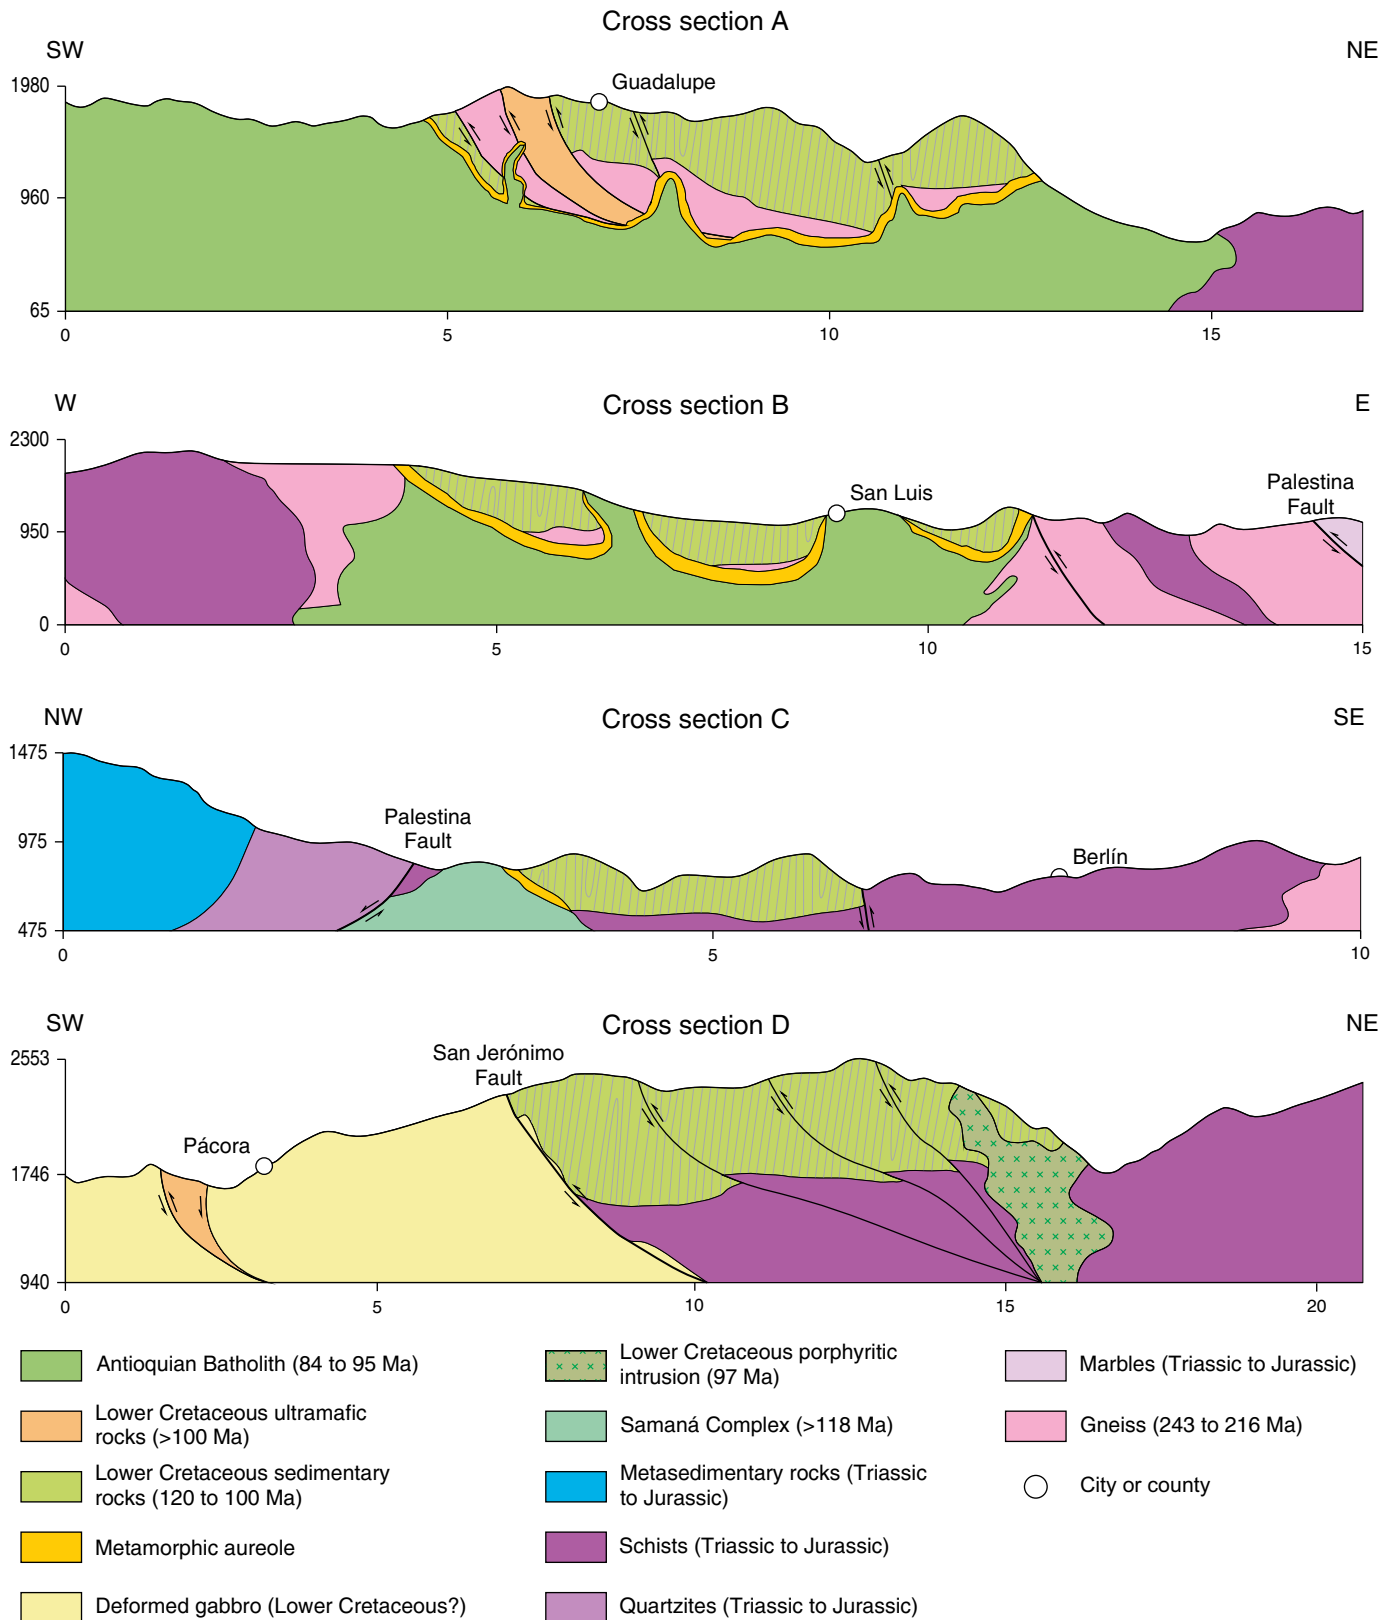 Cross section A
SW
NE
1980
Guadalupe
960
65
0
5
10
15
W
Cross section B
E
2300
San Luis
Palestina
Fault
950
0
0
5
10
15
NW
Cross section C
SE
1475
Palestina
Fault
975
Berlín
475
0
5
10
SW
Cross section D
NE
San Jerónimo
Fault
2553
Pácora
1746
940
0
5
10
15
20
Antioquian Batholith (84 to 95 Ma)
Lower Cretaceous ultramafic
rocks (>100 Ma)
Lower Cretaceous sedimentary
rocks (120 to 100 Ma)
Metamorphic aureole
Deformed gabbro (Lower Cretaceous?)
Lower Cretaceous porphyritic
intrusion (97 Ma)
Samaná Complex (>118 Ma)
Metasedimentary rocks (Triassic
to Jurassic)
Schists (Triassic to Jurassic)
Quartzites (Triassic to Jurassic)
Marbles (Triassic to Jurassic)
Gneiss (243 to 216 Ma)
City or county